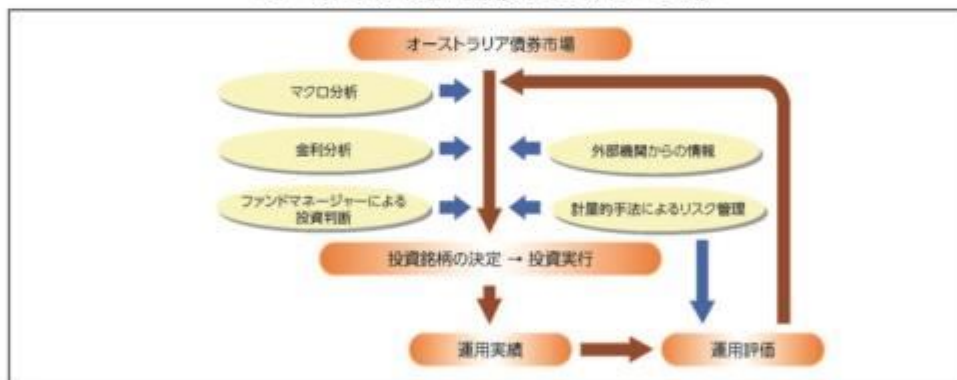 オーストラリア債券市場
マクロ分析
金利分析
外部機関からの情報
ファンドマネージャーによる
投資判断
計量的手法によるリスク管理
投資銘柄の決定 → 投資実行
運用実績
運用評価